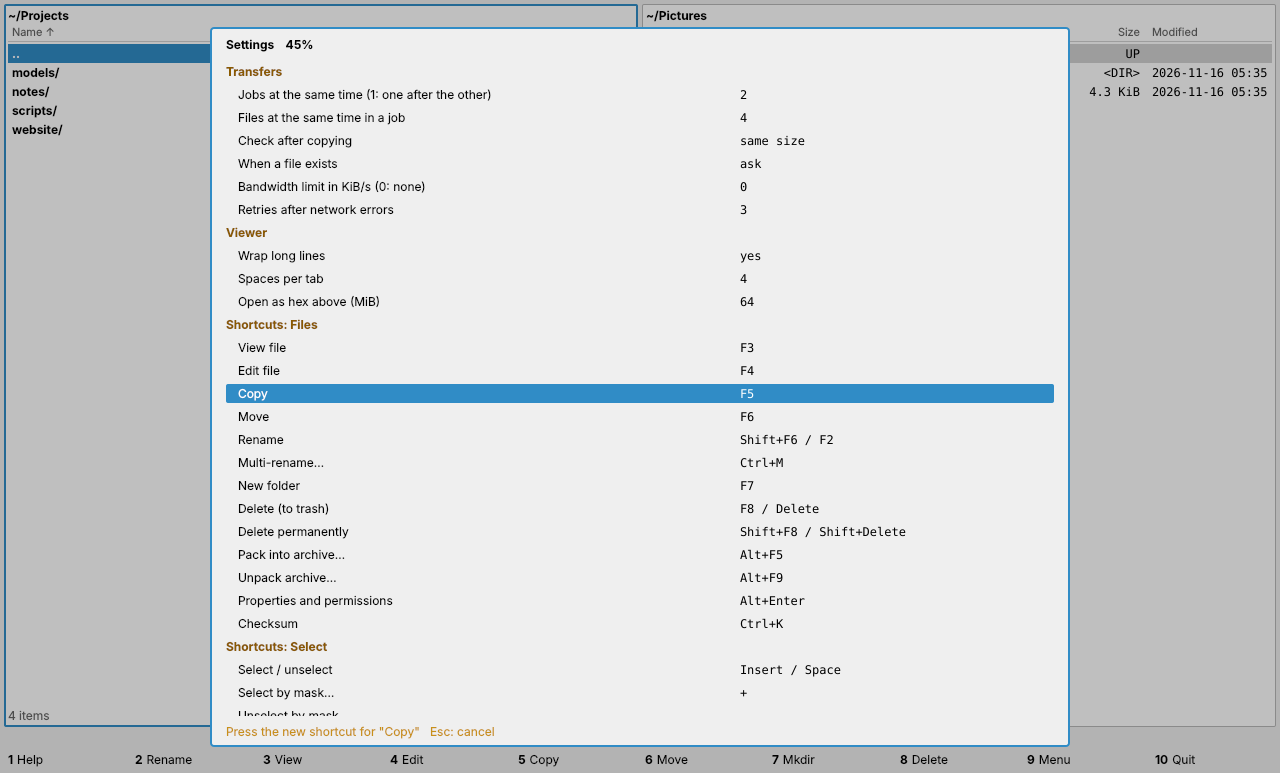 ~/Projects
~/Pictures
Name ↑
Size Modified
..
UP
models/
<DIR> 2026-11-16 05:35
notes/
4.3 KiB 2026-11-16 05:35
scripts/
website/
4 items
Settings 45%
Transfers
Jobs at the same time (1: one after the other) 2
Files at the same time in a job 4
Check after copying same size
When a file exists ask
Bandwidth limit in KiB/s (0: none) 0
Retries after network errors 3
Viewer
Wrap long lines yes
Spaces per tab 4
Open as hex above (MiB) 64
Shortcuts: Files
View file F3
Edit file F4
Copy F5
Move F6
Rename Shift+F6 / F2
Multi-rename... Ctrl+M
New folder F7
Delete (to trash) F8 / Delete
Delete permanently Shift+F8 / Shift+Delete
Pack into archive... Alt+F5
Unpack archive... Alt+F9
Properties and permissions Alt+Enter
Checksum Ctrl+K
Shortcuts: Select
Select / unselect Insert / Space
Select by mask... +
Unselect by mask
Press the new shortcut for "Copy" Esc: cancel
1 Help 2 Rename 3 View 4 Edit 5 Copy 6 Move 7 Mkdir 8 Delete 9 Menu 10 Quit